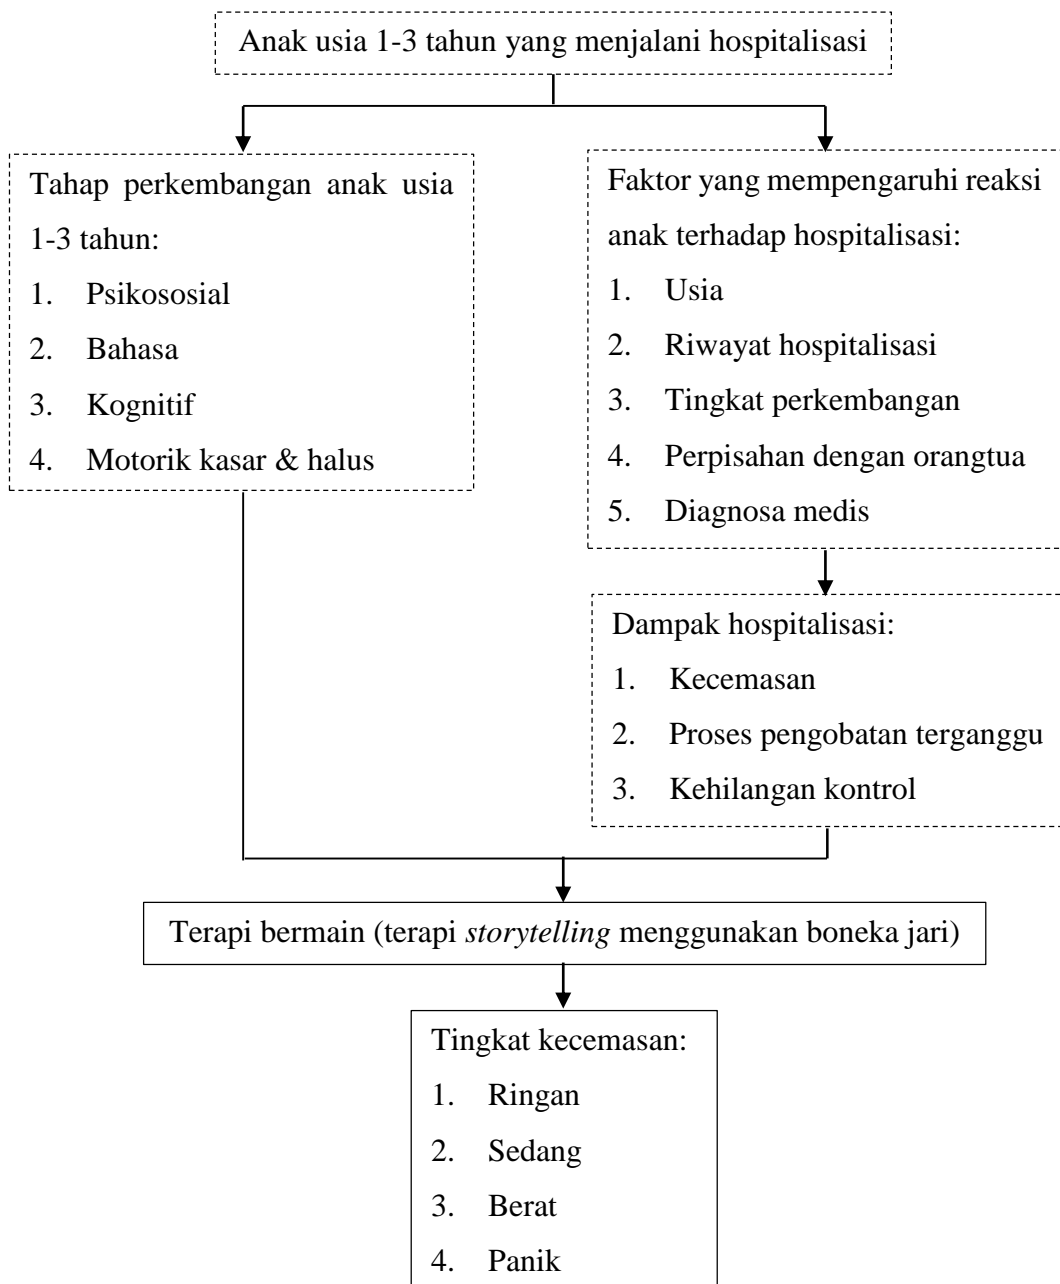 Anak usia 1-3 tahun yang menjalani hospitalisasi
Tahap perkembangan anak usia
1-3 tahun:
1. Psikososial
2. Bahasa
3. Kognitif
4. Motorik kasar & halus
Faktor yang mempengaruhi reaksi
anak terhadap hospitalisasi:
1. Usia
2. Riwayat hospitalisasi
3. Tingkat perkembangan
4. Perpisahan dengan orangtua
5. Diagnosa medis
Dampak hospitalisasi:
1. Kecemasan
2. Proses pengobatan terganggu
3. Kehilangan kontrol
Terapi bermain (terapi storytelling menggunakan boneka jari)
Tingkat kecemasan:
1. Ringan
2. Sedang
3. Berat
4. Panik